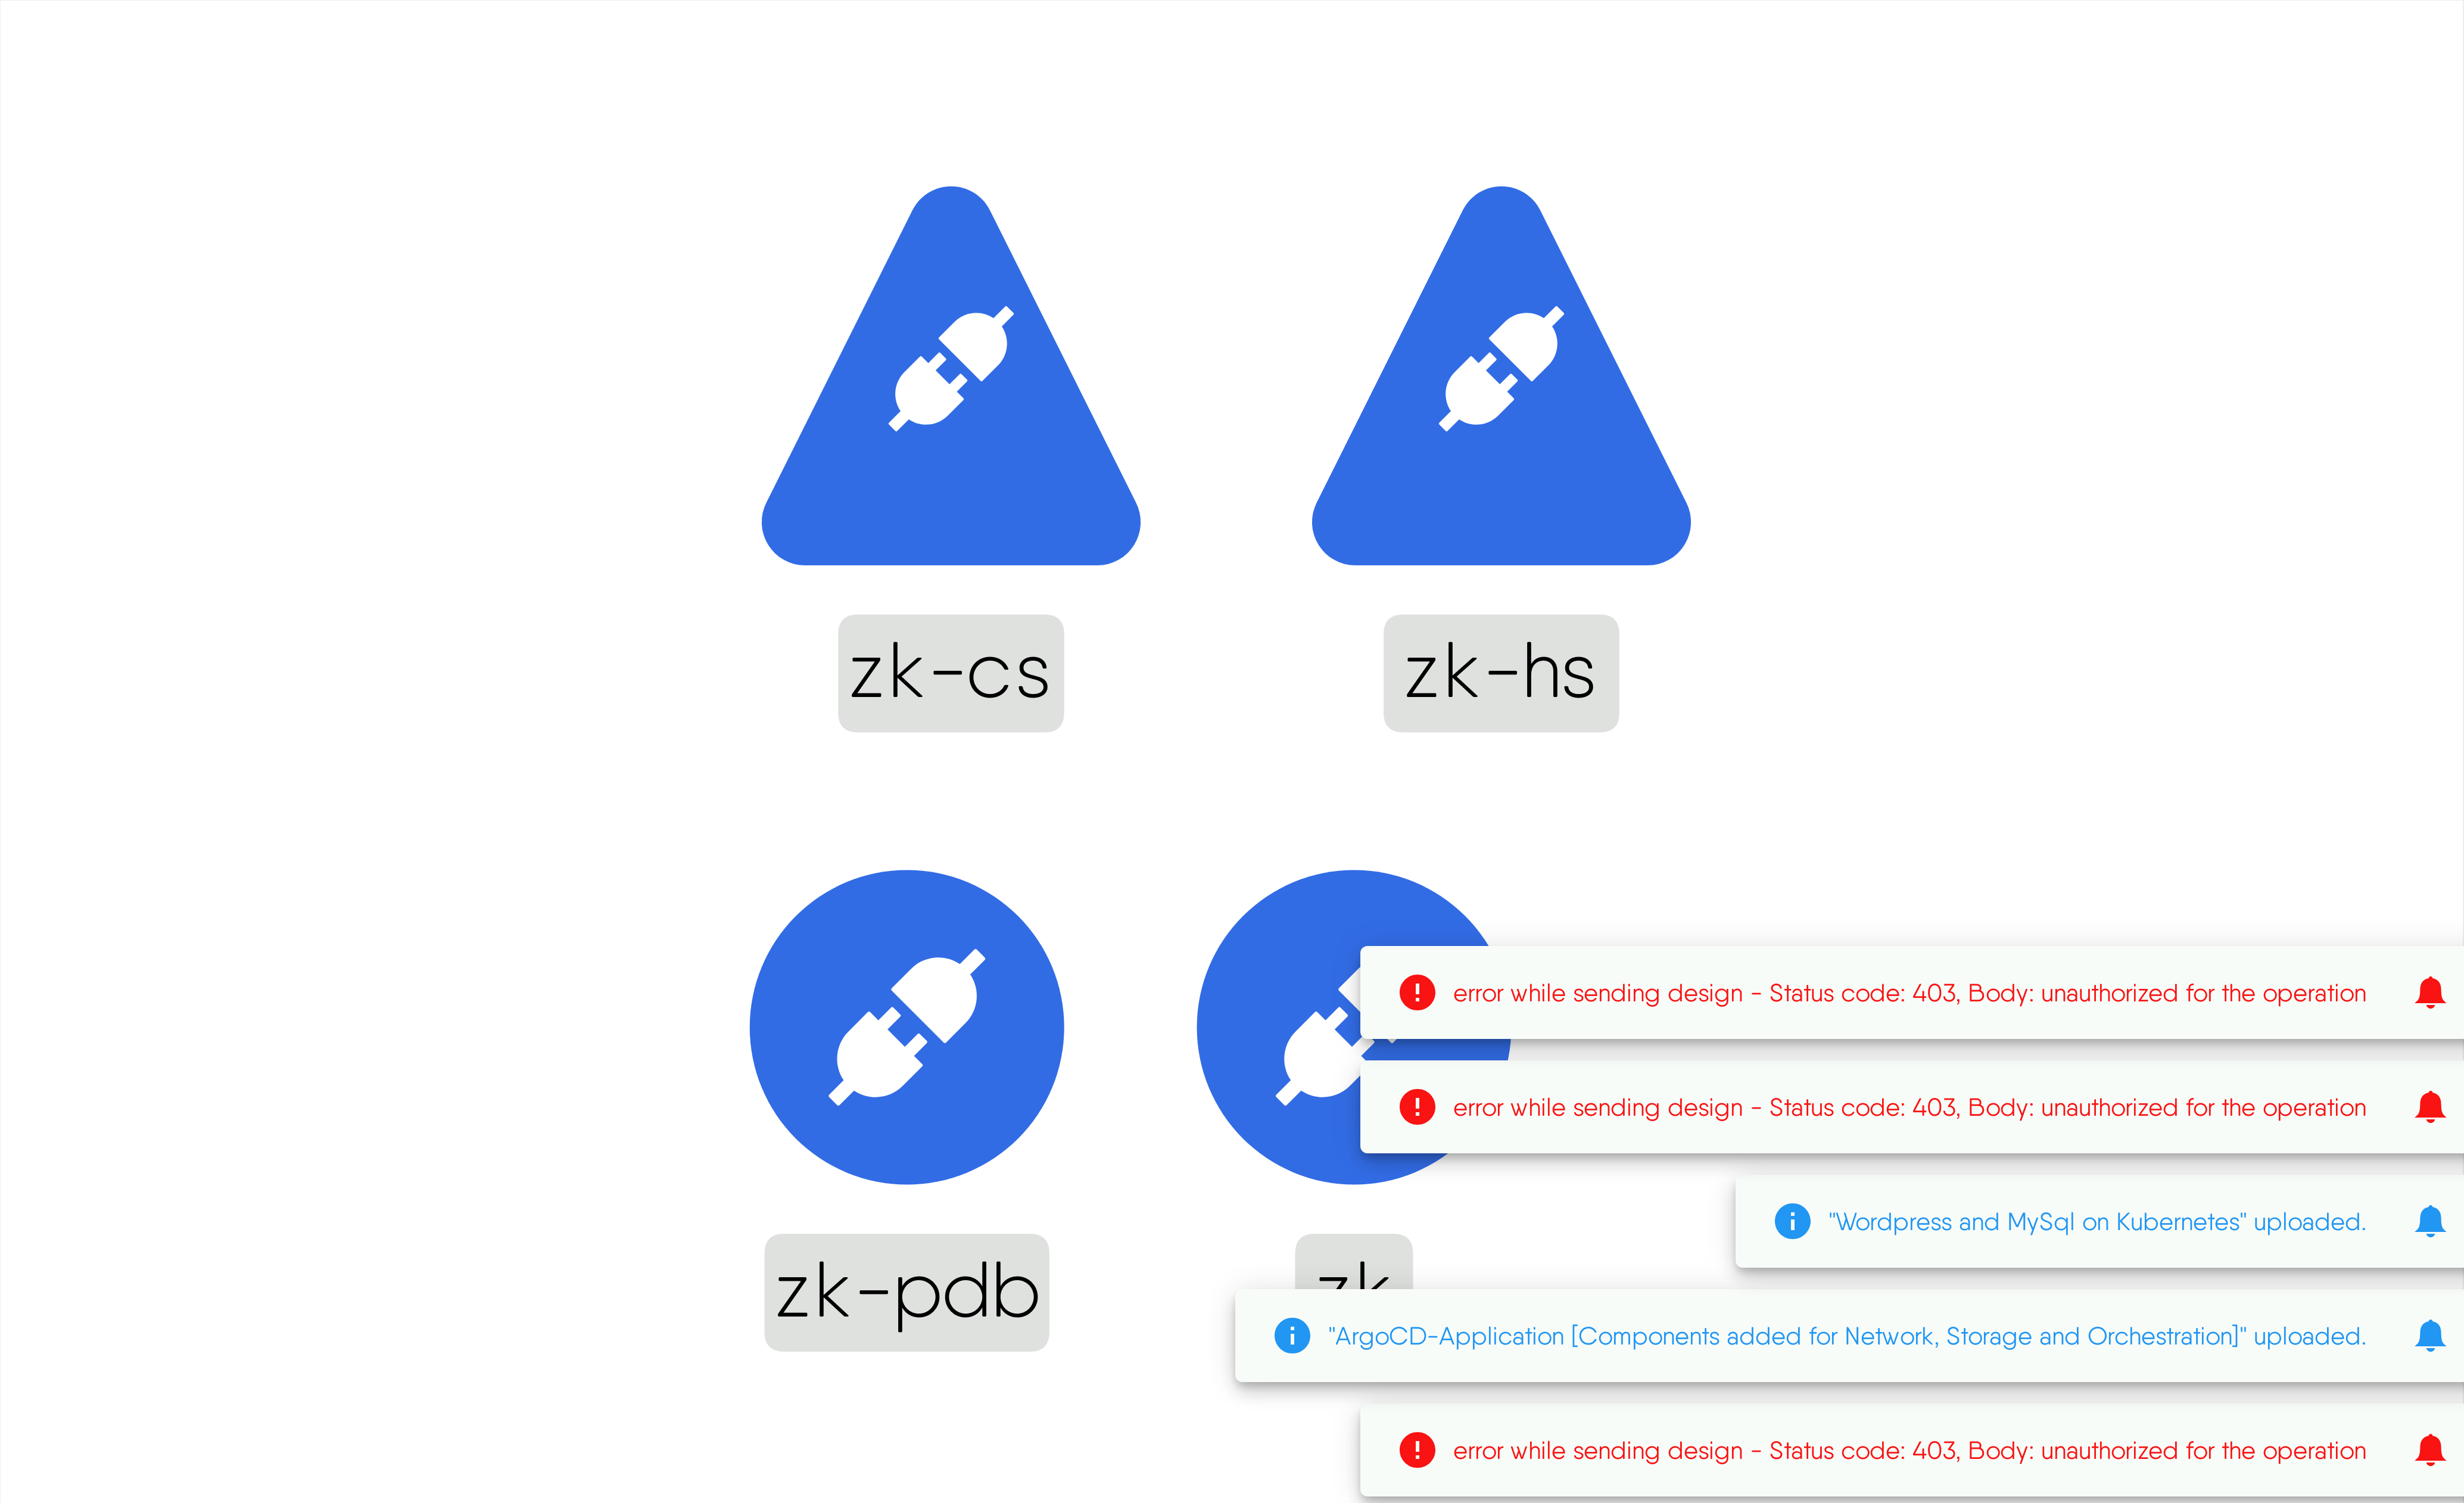 zk-cs
zk-hs
zk-pdb
zk
error while sending design - Status code: 403, Body: unauthorized for the operation
error while sending design - Status code: 403, Body: unauthorized for the operation
"Wordpress and MySql on Kubernetes" uploaded.
"ArgoCD-Application [Components added for Network, Storage and Orchestration]" uploaded.
error while sending design - Status code: 403, Body: unauthorized for the operation